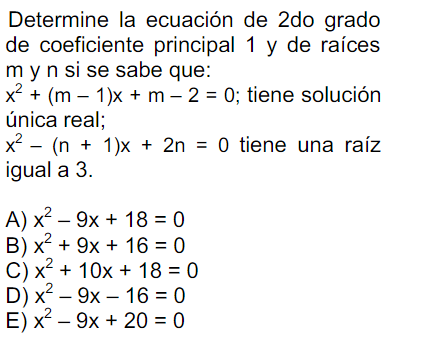 Determine la ecuación de 2do grado
de coeficiente principal 1 y de raíces
m y n si se sabe que:
x² + (m – 1)x + m – 2 = 0; tiene solución
única real;
x² – (n + 1)x + 2n = 0 tiene una raíz
igual a 3.
A) x² – 9x + 18 = 0
B) x² + 9x + 16 = 0
C) x² + 10x + 18 = 0
D) x² – 9x – 16 = 0
E) x² – 9x + 20 = 0